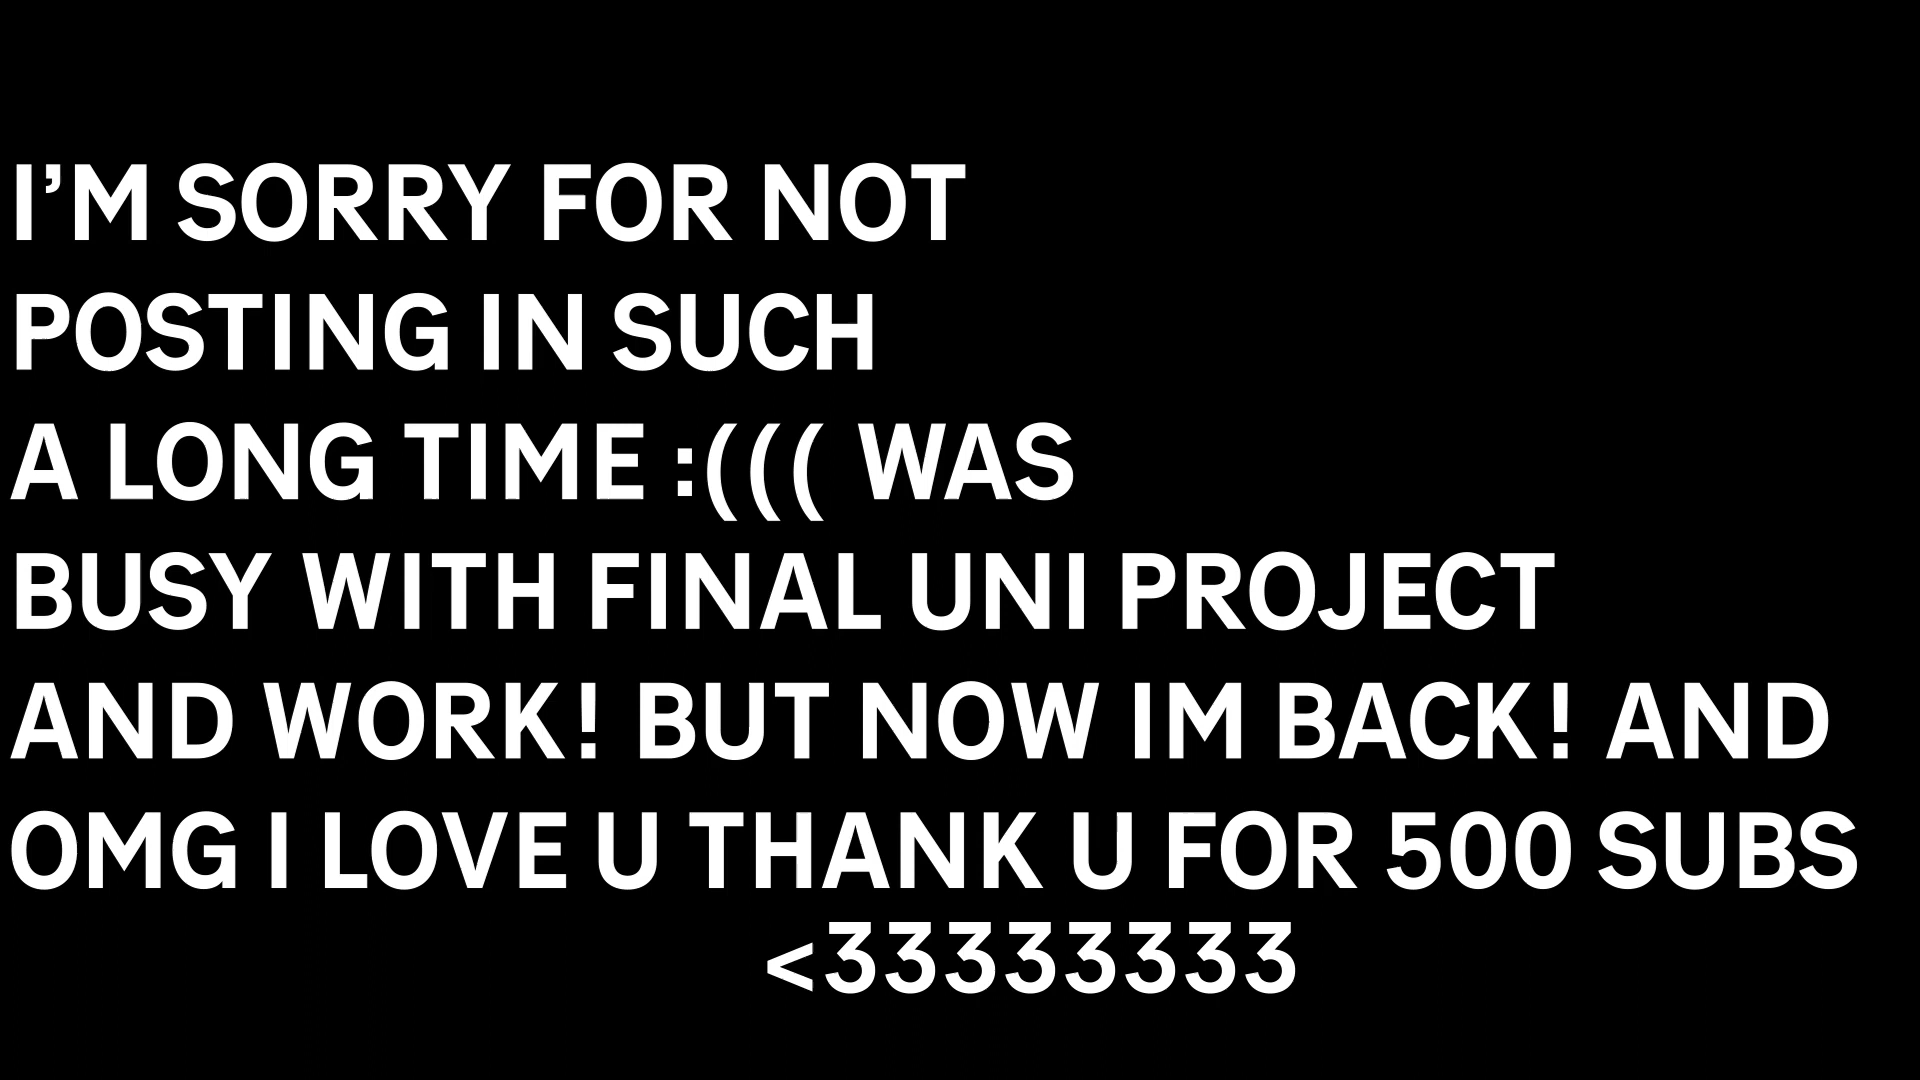 I’M SORRY FOR NOT
POSTING IN SUCH
A LONG TIME :((( WAS
BUSY WITH FINAL UNI PROJECT
AND WORK! BUT NOW IM BACK! AND
OMG I LOVE U THANK U FOR 500 SUBS
<33333333